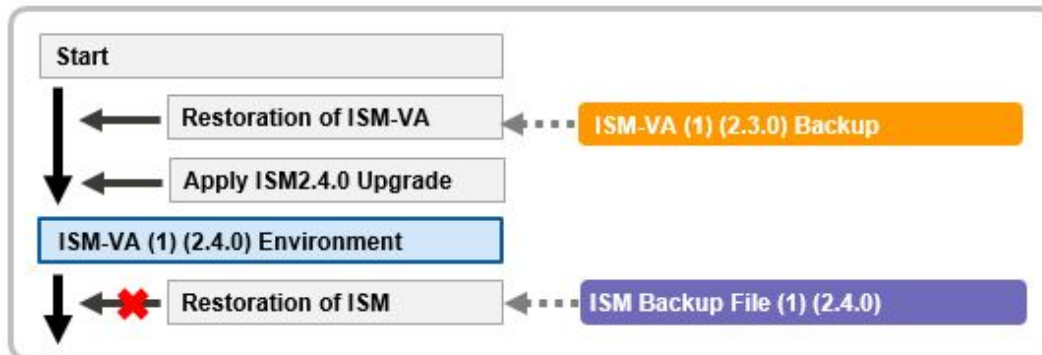 Start
Restoration of ISM-VA
ISM-VA (1) (2.3.0) Backup
Apply ISM2.4.0 Upgrade
ISM-VA (1) (2.4.0) Environment
Restoration of ISM
ISM Backup File (1) (2.4.0)